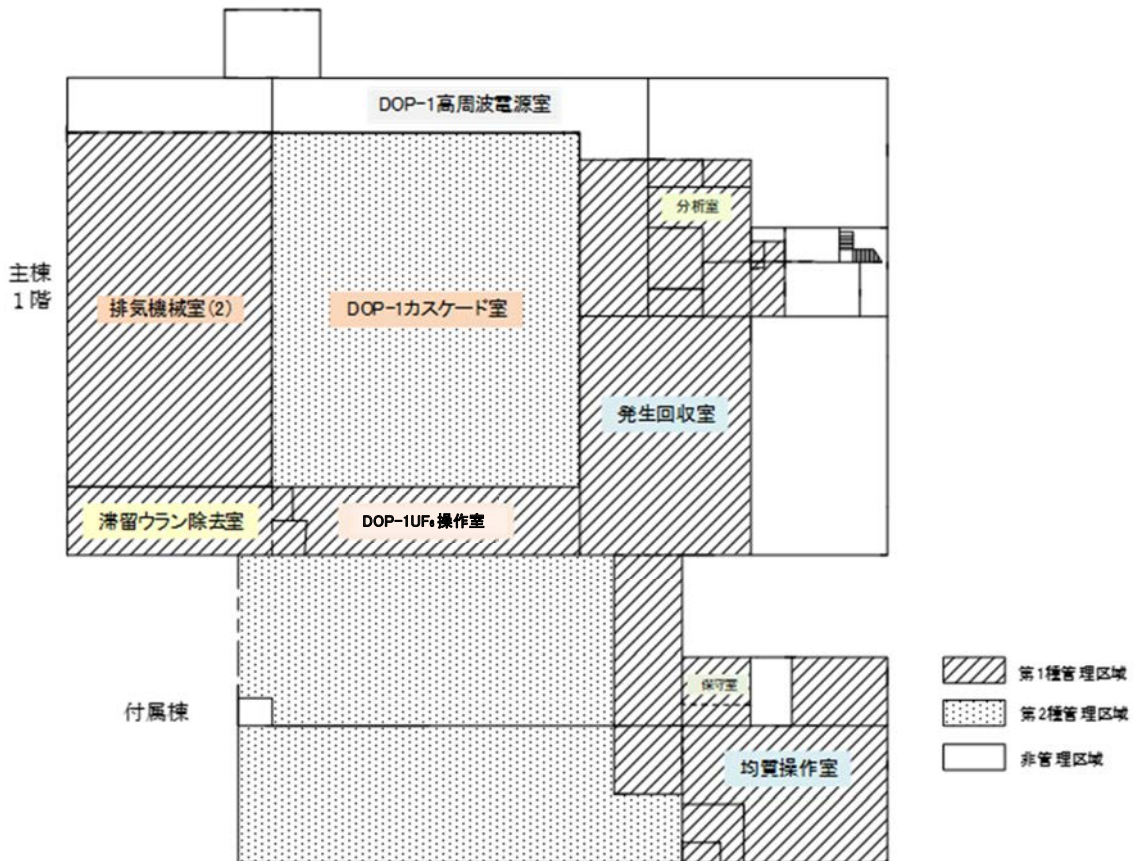 DOP-1高周波電源室
分析室
主棟
1階
排気機械室(2)
DOP-1カスケード室
発生回収室
滞留ウラン除去室
DOP-1UF₆操作室
付属棟
保守室
均質操作室
第1種管理区域
第2種管理区域
非管理区域